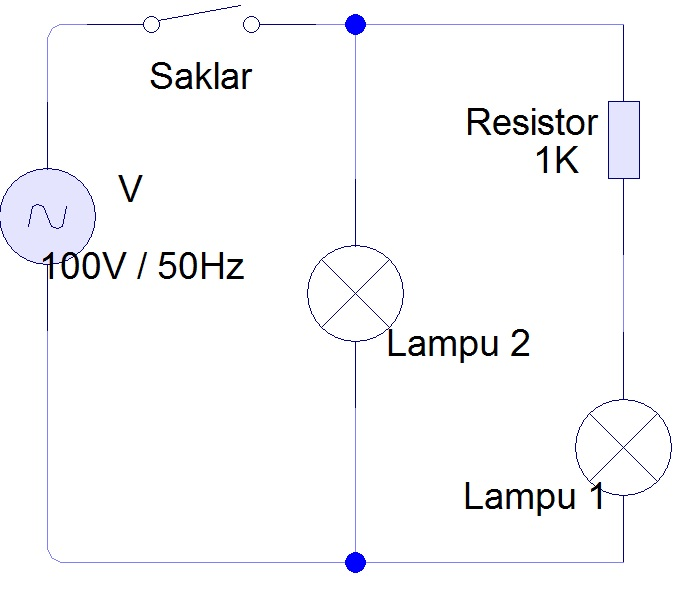 Saklar
Resistor
1K
V
100V / 50Hz
Lampu 2
Lampu 1